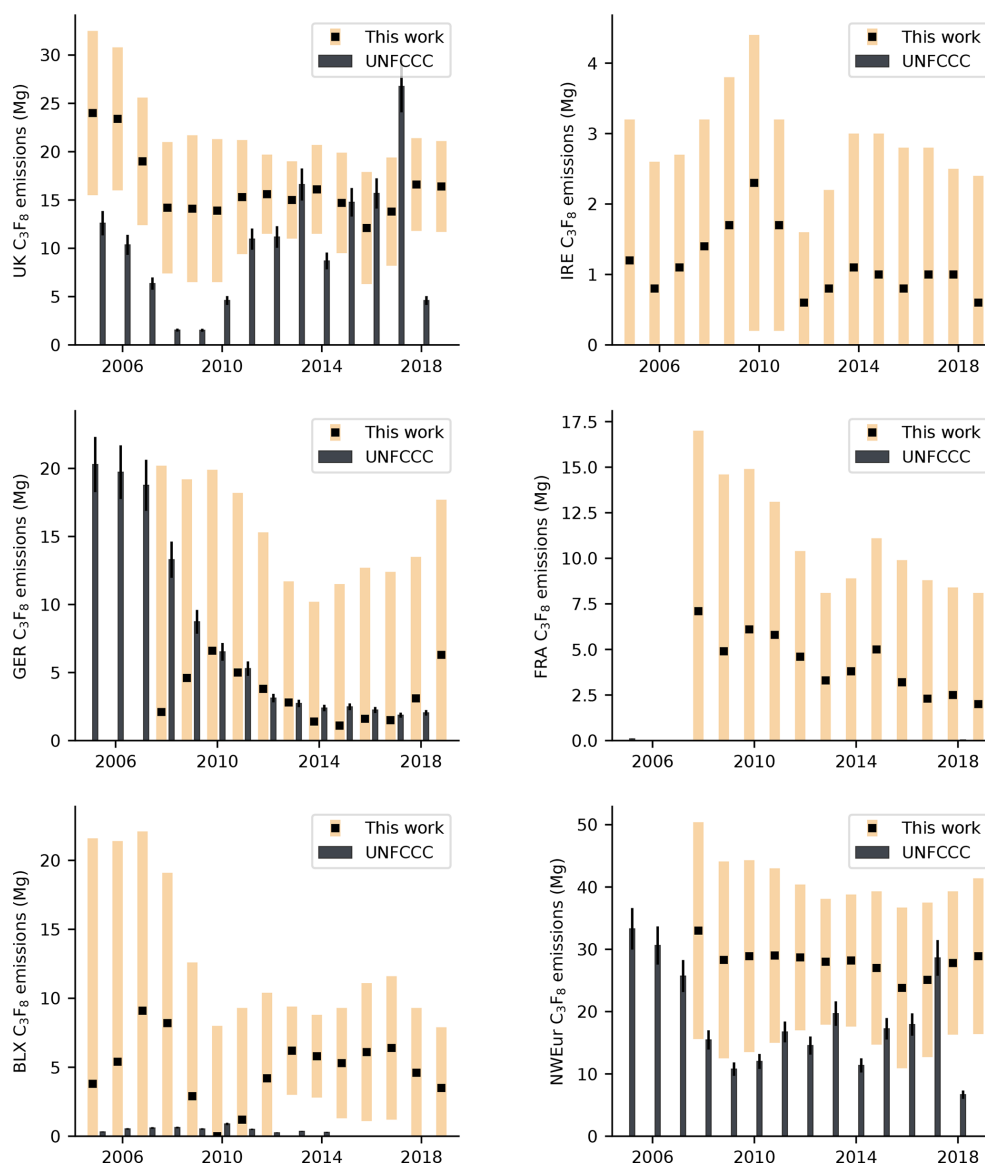 This work
UNFCCC
UK C₃F₈ emissions (Mg)
30
25
20
15
10
5
0
2006 2010 2014 2018
This work
UNFCCC
IRE C₃F₈ emissions (Mg)
4
3
2
1
0
2006 2010 2014 2018
This work
UNFCCC
GER C₃F₈ emissions (Mg)
20
15
10
5
0
2006 2010 2014 2018
This work
UNFCCC
FRA C₃F₈ emissions (Mg)
17.5
15.0
12.5
10.0
7.5
5.0
2.5
0.0
2006 2010 2014 2018
This work
UNFCCC
BLX C₃F₈ emissions (Mg)
20
15
10
5
0
2006 2010 2014 2018
This work
UNFCCC
NWEur C₃F₈ emissions (Mg)
50
40
30
20
10
0
2006 2010 2014 2018